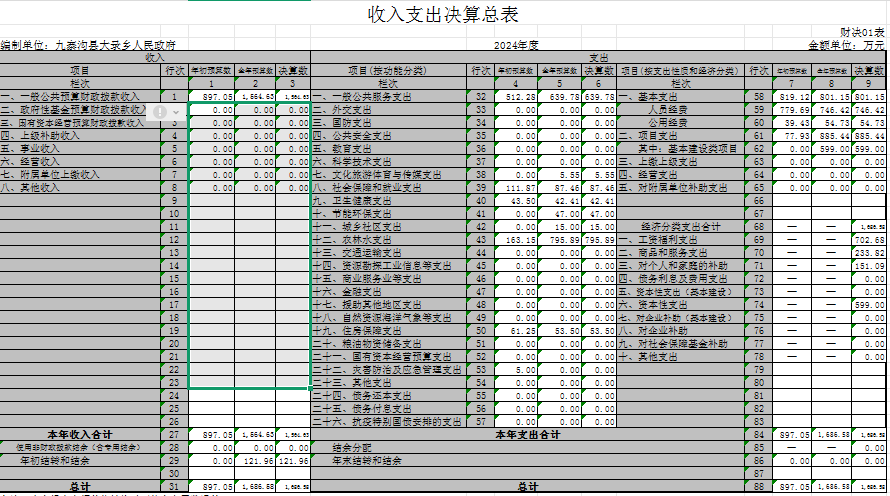 收入支出决算总表
财决01表
编制单位：九寨沟县大录乡人民政府 2024年度 金额单位：万元
收入 支出
项目 行次 年初预算数 全年预算数 决算数 项目(按功能分类) 行次 年初预算数 全年预算数 决算数 项目(按支出性质和经济分类) 行次 年初预算数 全年预算数 决算数
栏次 1 2 3 栏次 4 5 6 栏次 7 8 9
一、一般公共预算财政拨款收入 1 897.05 1,564.63 1,564.63 一、一般公共服务支出 32 512.28 639.78 639.78 一、基本支出 58 819.12 801.15 801.15
二、政府性基金预算财政拨款收入 0.00 0.00 0.00 二、外交支出 33 0.00 0.00 0.00 人员经费 59 779.69 746.42 746.42
三、国有资本经营预算财政拨款收入 3 0.00 0.00 0.00 三、国防支出 34 0.00 0.00 0.00 公用经费 60 39.43 54.73 54.73
四、上级补助收入 4 0.00 0.00 0.00 四、公共安全支出 35 0.00 0.00 0.00 二、项目支出 61 77.93 885.44 885.44
五、事业收入 5 0.00 0.00 0.00 五、教育支出 36 0.00 0.00 0.00 其中：基本建设类项目 62 0.00 599.00 599.00
六、经营收入 6 0.00 0.00 0.00 六、科学技术支出 37 0.00 0.00 0.00 三、上缴上级支出 63 0.00 0.00 0.00
七、附属单位上缴收入 7 0.00 0.00 0.00 七、文化旅游体育与传媒支出 38 0.00 5.55 5.55 四、经营支出 64 0.00 0.00 0.00
八、其他收入 8 0.00 0.00 0.00 八、社会保障和就业支出 39 111.87 87.46 87.46 五、对附属单位补助支出 65 0.00 0.00 0.00
9 九、卫生健康支出 40 43.50 42.41 42.41 66
10 十、节能环保支出 41 0.00 47.00 47.00 67
11 十一、城乡社区支出 42 0.00 15.00 15.00 经济分类支出合计 68 — — 1,686.58
12 十二、农林水支出 43 163.15 795.89 795.89 一、工资福利支出 69 — — 702.68
13 十三、交通运输支出 44 0.00 0.00 0.00 二、商品和服务支出 70 — — 233.82
14 十四、资源勘探工业信息等支出 45 0.00 0.00 0.00 三、对个人和家庭的补助 71 — — 151.09
15 十五、商业服务业等支出 46 0.00 0.00 0.00 四、债务利息及费用支出 72 — — 0.00
16 十六、金融支出 47 0.00 0.00 0.00 五、资本性支出（基本建设） 73 — — 0.00
17 十七、援助其他地区支出 48 0.00 0.00 0.00 六、资本性支出 74 — — 599.00
18 十八、自然资源海洋气象等支出 49 0.00 0.00 0.00 七、对企业补助（基本建设） 75 — — 0.00
19 十九、住房保障支出 50 61.25 53.50 53.50 八、对企业补助 76 — — 0.00
20 二十、粮油物资储备支出 51 0.00 0.00 0.00 九、对社会保障基金补助 77 — — 0.00
21 二十一、国有资本经营预算支出 52 0.00 0.00 0.00 十、其他支出 78 — — 0.00
22 二十二、灾害防治及应急管理支出 53 5.00 0.00 0.00 79
23 二十三、其他支出 54 0.00 0.00 0.00 80
24 二十四、债务还本支出 55 0.00 0.00 0.00 81
25 二十五、债务付息支出 56 0.00 0.00 0.00 82
26 二十六、抗疫特别国债安排的支出 57 0.00 0.00 0.00 83
本年收入合计 27 897.05 1,564.63 1,564.63 本年支出合计 84 897.05 1,686.58 1,686.58
使用非财政拨款结余（含专用结余） 28 0.00 0.00 0.00 结余分配 85 — — 0.00
年初结转和结余 29 0.00 121.96 121.96 年末结转和结余 86 0.00 0.00 0.00
30 87
总计 31 897.05 1,686.58 1,686.58 总计 88 897.05 1,686.58 1,686.58